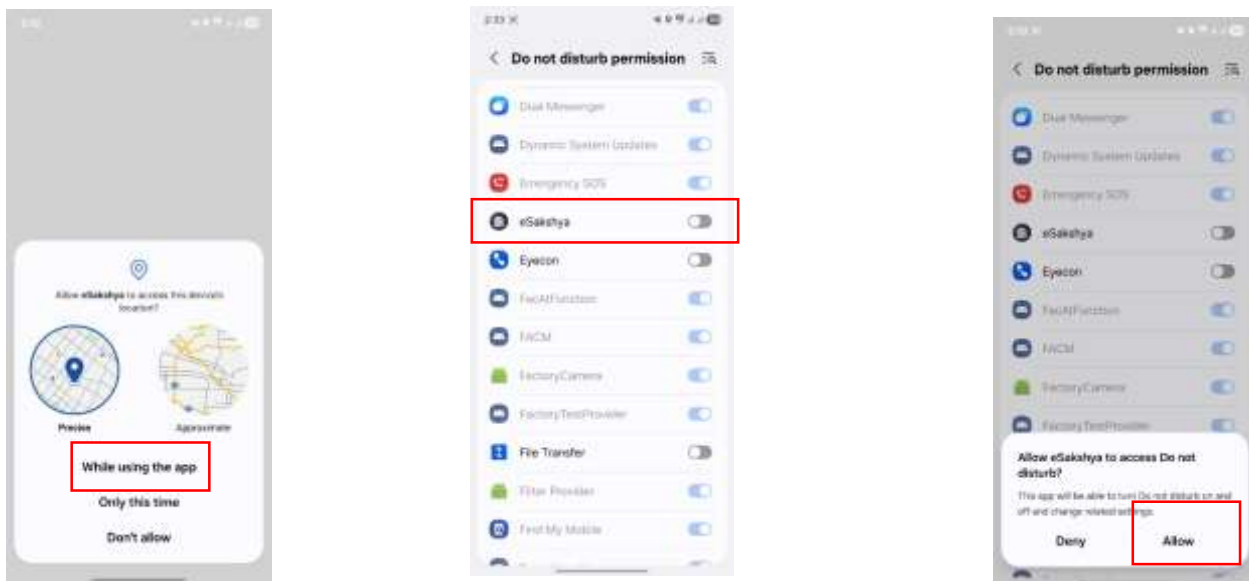 Allow eSakshya to access this device's
location?
Precise Approximate
While using the app
Only this time
Don't allow
Do not disturb permission
Dual Messenger
Dynamic System Updates
Emergency SOS
eSakshya
Eyecon
FacAtFunction
FACM
FactoryCamera
FactoryTestProvider
File Transfer
Filter Provider
Find My Mobile
Do not disturb permission
Dual Messenger
Dynamic System Updates
Emergency SOS
eSakshya
Eyecon
FacAtFunction
FACM
FactoryCamera
FactoryTestProvider
Allow eSakshya to access Do not
disturb?
This app will be able to turn Do not disturb on and
off and change related settings.
Deny Allow